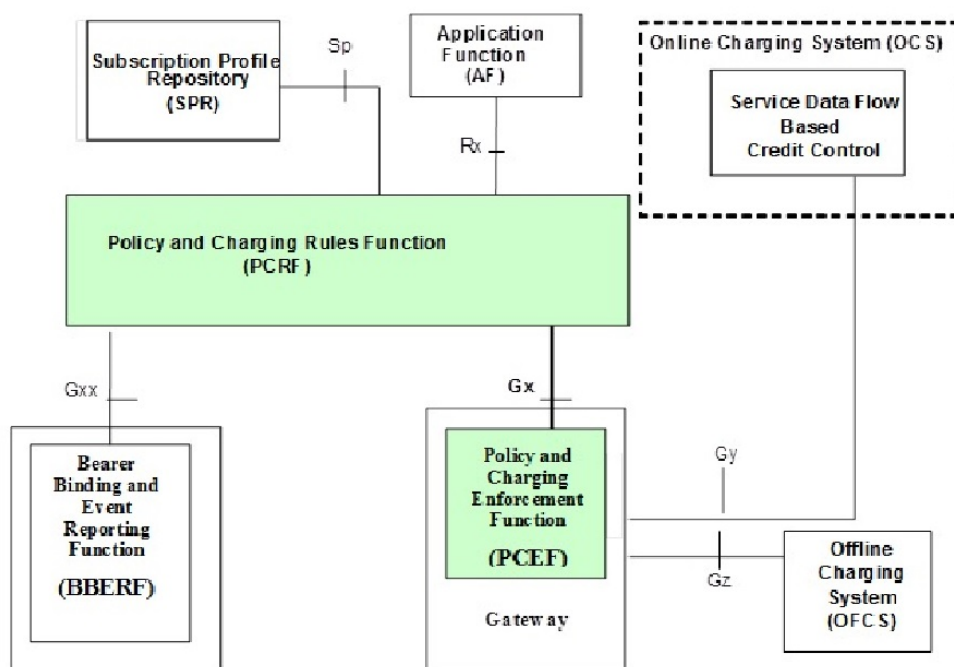 Sp
Application
Function
(AF)
Online Charging System (OCS)
Subscription Profile
Repository
(SPR)
Service Data Flow
Based
Credit Control
Rx
Policy and Charging Rules Function
(PCRF)
Gxx
Gx
Bearer
Binding and
Event
Reporting
Function
(BBERF)
Policy and
Charging
Enforcement
Function
(PCEF)
Gateway
Gy
Gz
Offline
Charging
System
(OFCS)